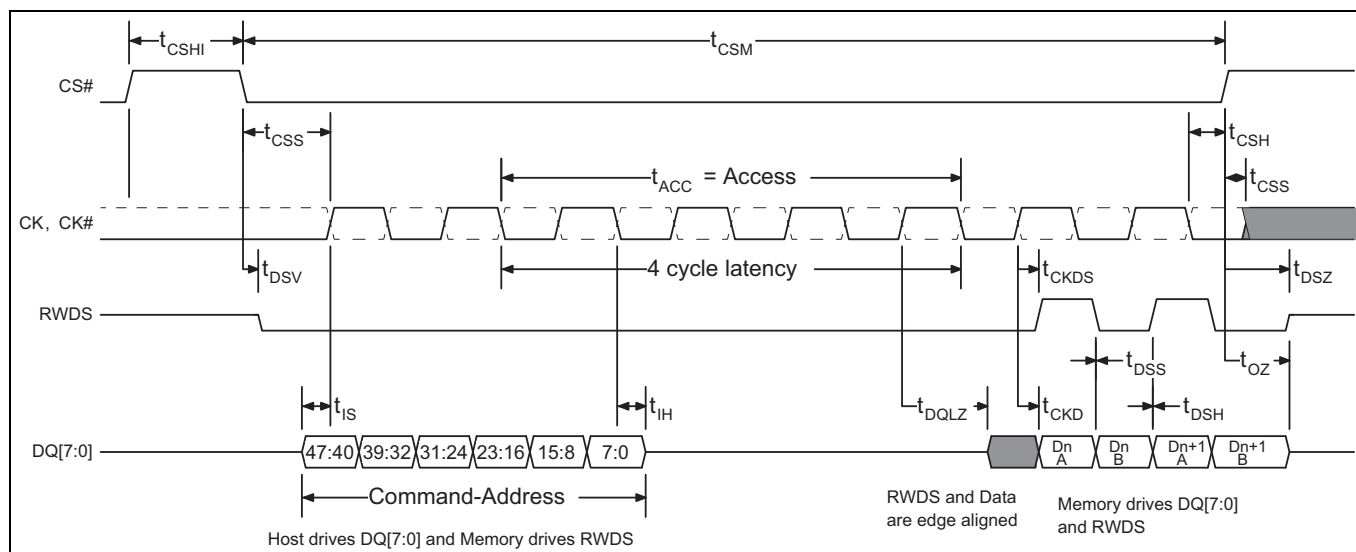 tCSHI
tCSM
CS#
tCSS
tCSH
tACC = Access
tCSS
CK, CK#
tDSV
4 cycle latency
tCKDS
tDSZ
RWDS
tDSS
tOZ
tIS
tIH
tDQLZ
tCKD
tDSH
DQ[7:0]
47:40
39:32
31:24
23:16
15:8
7:0
Dn
A
Dn
B
Dn+1
A
Dn+1
B
Command-Address
RWDS and Data
are edge aligned
Memory drives DQ[7:0]
and RWDS
Host drives DQ[7:0] and Memory drives RWDS